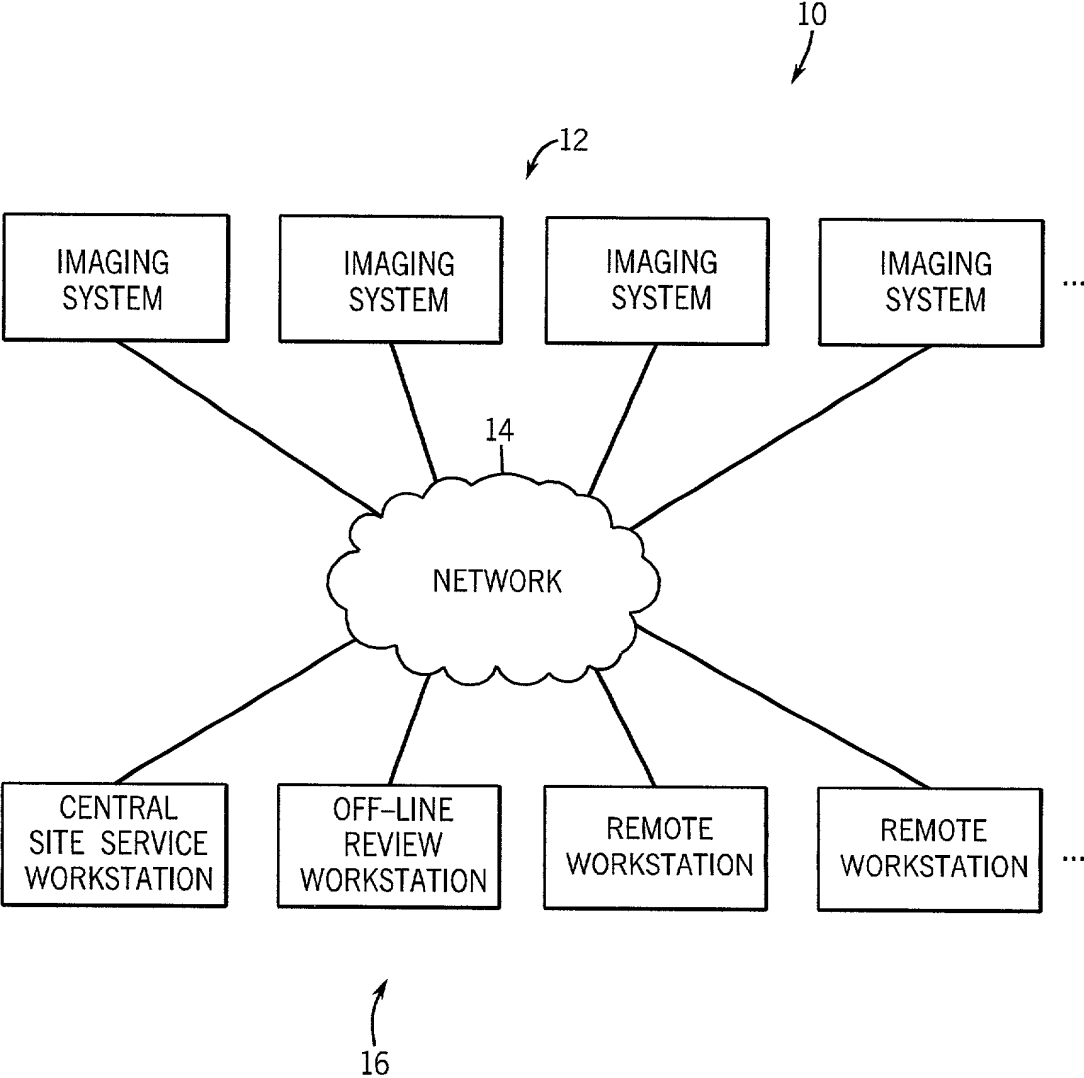 10
12
IMAGING
SYSTEM
IMAGING
SYSTEM
IMAGING
SYSTEM
IMAGING
SYSTEM
...
14
NETWORK
CENTRAL
SITE SERVICE
WORKSTATION
OFF-LINE
REVIEW
WORKSTATION
REMOTE
WORKSTATION
REMOTE
WORKSTATION
...
16